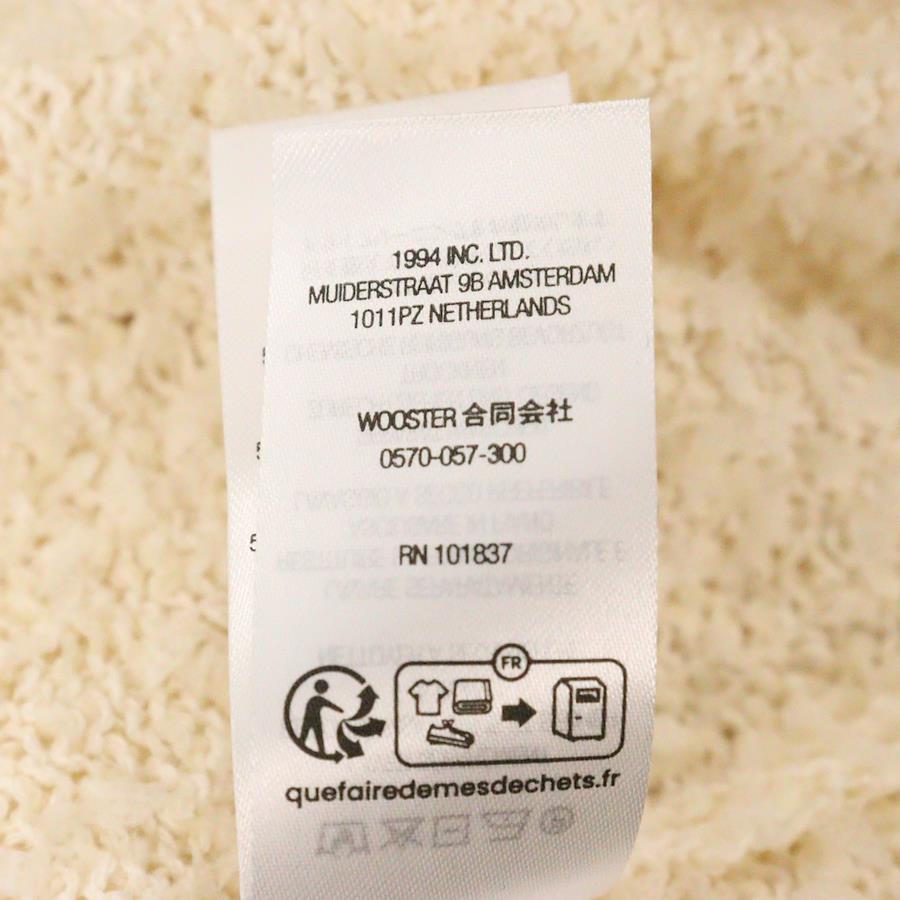 1994 INC. LTD.
MUIDERSTRAAT 9B AMSTERDAM
1011PZ NETHERLANDS
WOOSTER 合同会社
0570-057-300
RN 101837
FR
quefairedemesdechets.fr